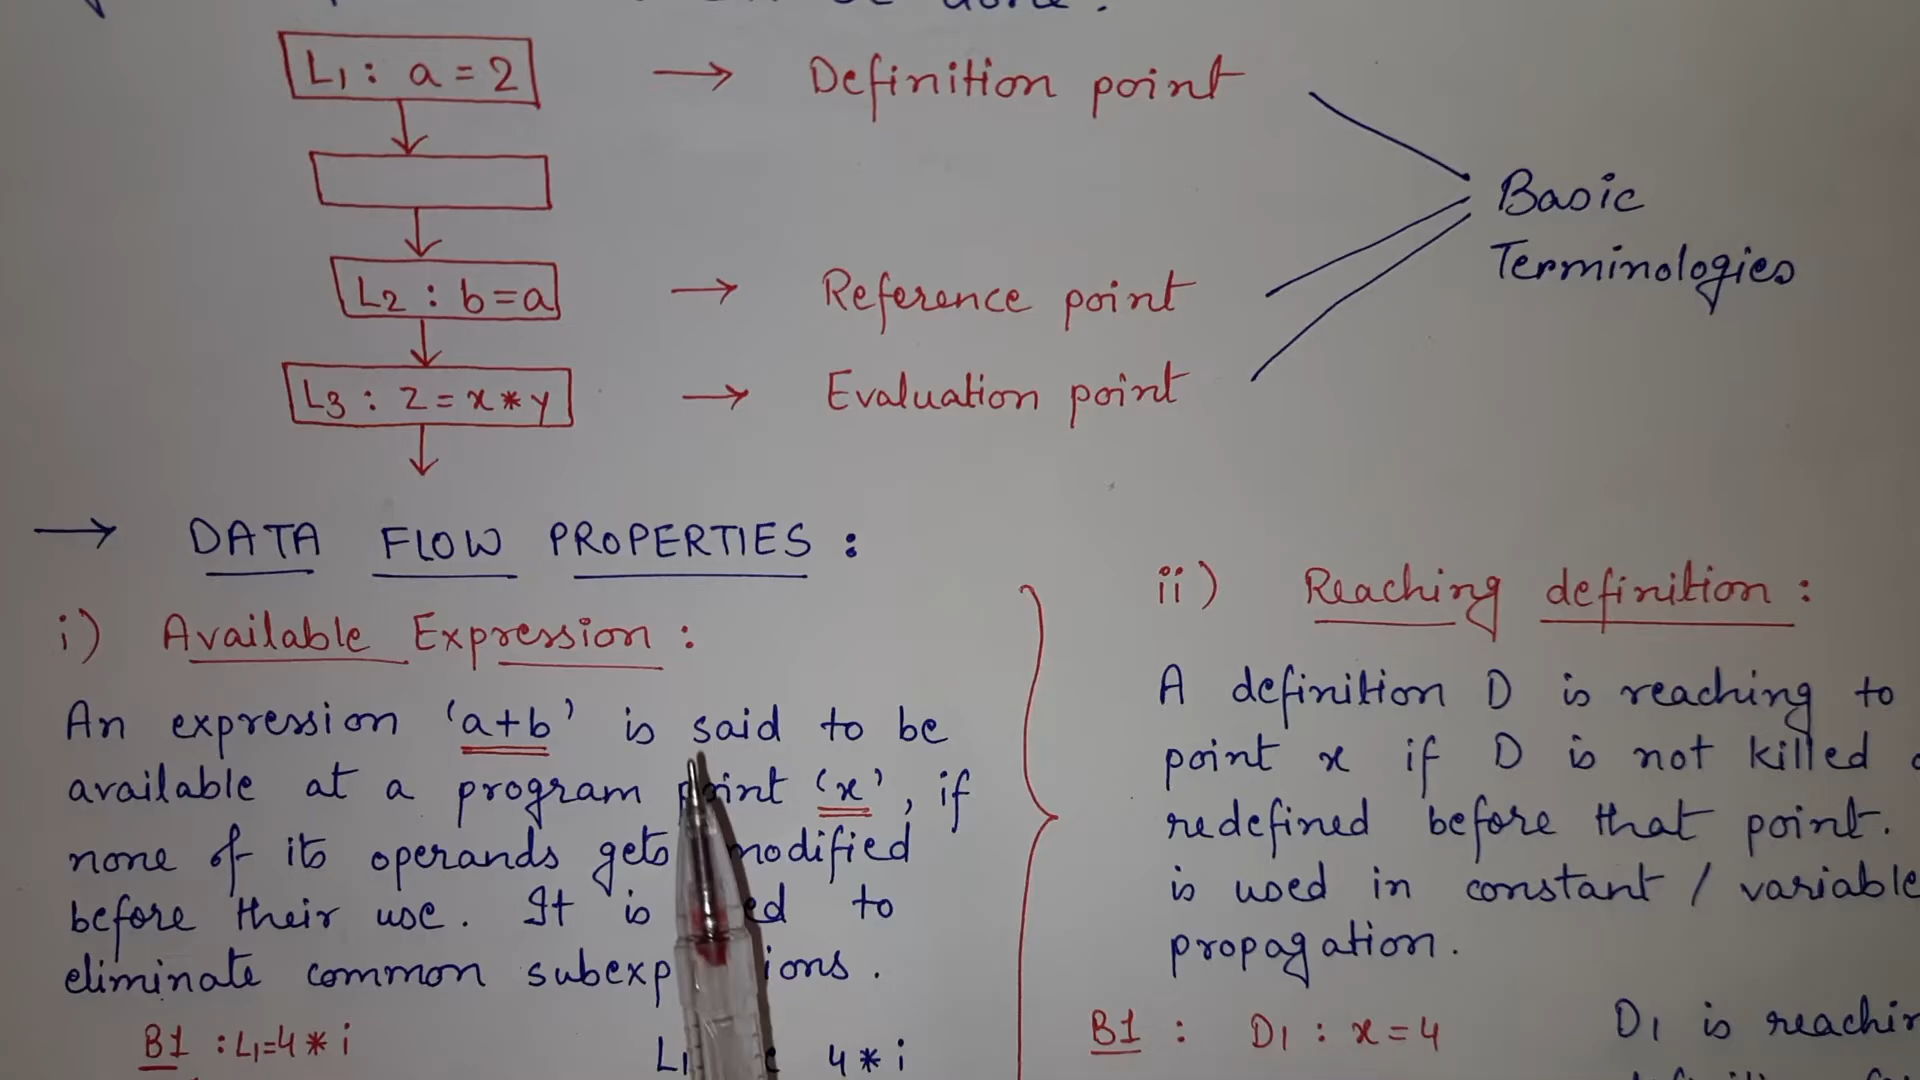 be done.
L1 : a = 2 → Definition point
Basic
Terminologies
L2 : b = a → Reference point
L3 : z = x * y → Evaluation point
→ DATA FLOW PROPERTIES :
i) Available Expression :
An expression 'a+b' is said to be
available at a program point 'x', if
none of its operands gets modified
before their use. It is to
eliminate common
B1 : L1 = 4 * i
L1 4 * i
ii) Reaching definition :
A definition D is reaching to
point x if D is not killed
redefined before that point.
is used in constant / variable
propagation.
B1 : D1 : x = 4
D1 is